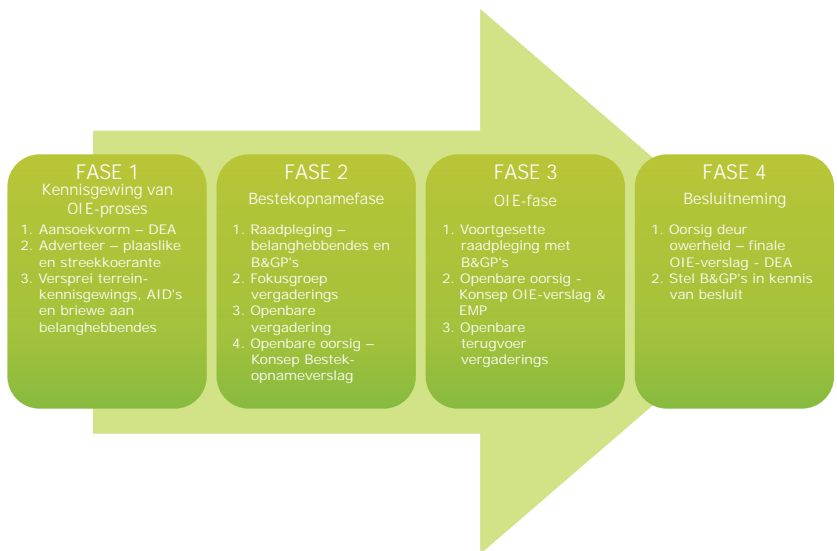 FASE 1
Kennisgewing van
OIE-proses
1. Aansoekvorm – DEA
2. Adverteer – plaaslike
en streekkoerante
3. Versprei terrein-
kennisgewings, AID's
en briewe aan
belanghebbendes
FASE 2
Bestekopnamefase
1. Raadpleging –
belanghebbendes en
B&GP's
2. Fokusgroep
vergaderings
3. Openbare
vergadering
4. Openbare oorsig –
Konsep Bestek-
opnameverslag
FASE 3
OIE-fase
1. Voortgesette
raadpleging met
B&GP's
2. Openbare oorsig -
Konsep OIE-verslag &
EMP
3. Openbare
terugvoer
vergaderings
FASE 4
Besluitneming
1. Oorsig deur
owerheid – finale
OIE-verslag - DEA
2. Stel B&GP's in kennis
van besluit